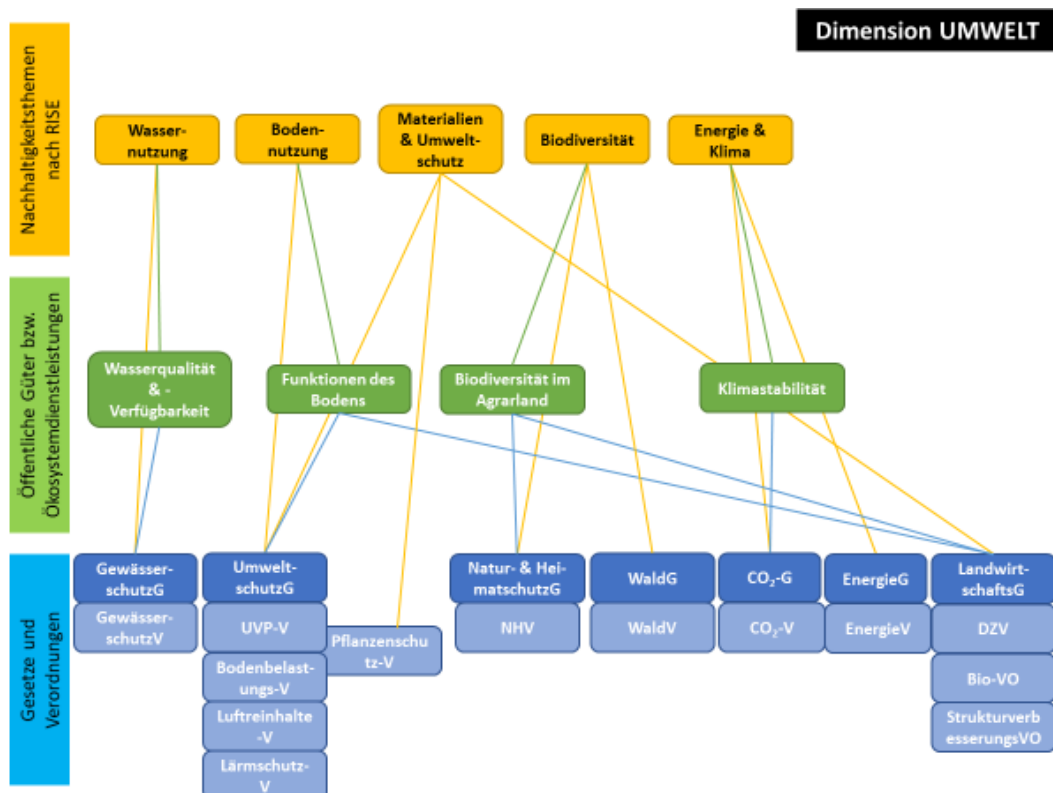 Dimension UMWELT
Nachhaltigkeitsthemen
nach RISE
Wasser-
nutzung
Boden-
nutzung
Materialien
& Umwelt-
schutz
Biodiversität
Energie &
Klima
Öffentliche Güter bzw.
Ökosystemdienstleistungen
Wasserqualität
& -
Verfügbarkeit
Funktionen des
Bodens
Biodiversität im
Agrarland
Klimastabilität
Gesetze und
Verordnungen
Gewässer-
schutzG
Gewässer-
schutzV
Umwelt-
schutzG
UVP-V
Bodenbelast-
ungs-V
Luftreinhalte
-V
Lärmschutz-
V
Pflanzenschu
tz-V
Natur- & Hei-
matschutzG
NHV
WaldG
WaldV
CO₂-G
CO₂-V
EnergieG
EnergieV
Landwirt-
schaftsG
DZV
Bio-VO
Strukturverb
esserungsVO